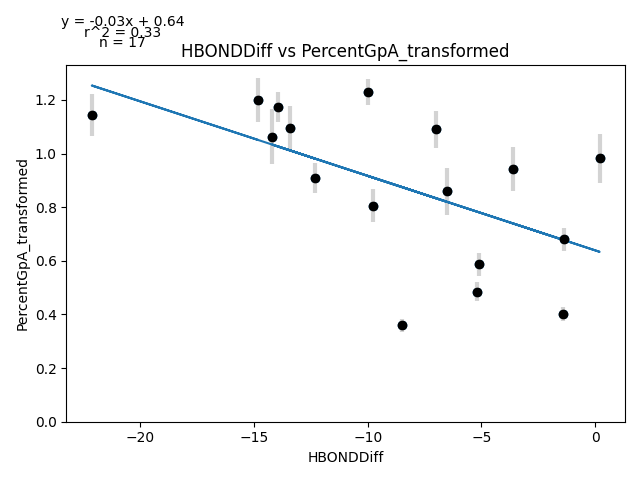 y = -0.03x + 0.64
r^2 = 0.33
n = 17
HBONDDiff vs PercentGpA_transformed
PercentGpA_transformed
1.2
1.0
0.8
0.6
0.4
0.2
0.0
−20
−15
−10
−5
0
HBONDDiff